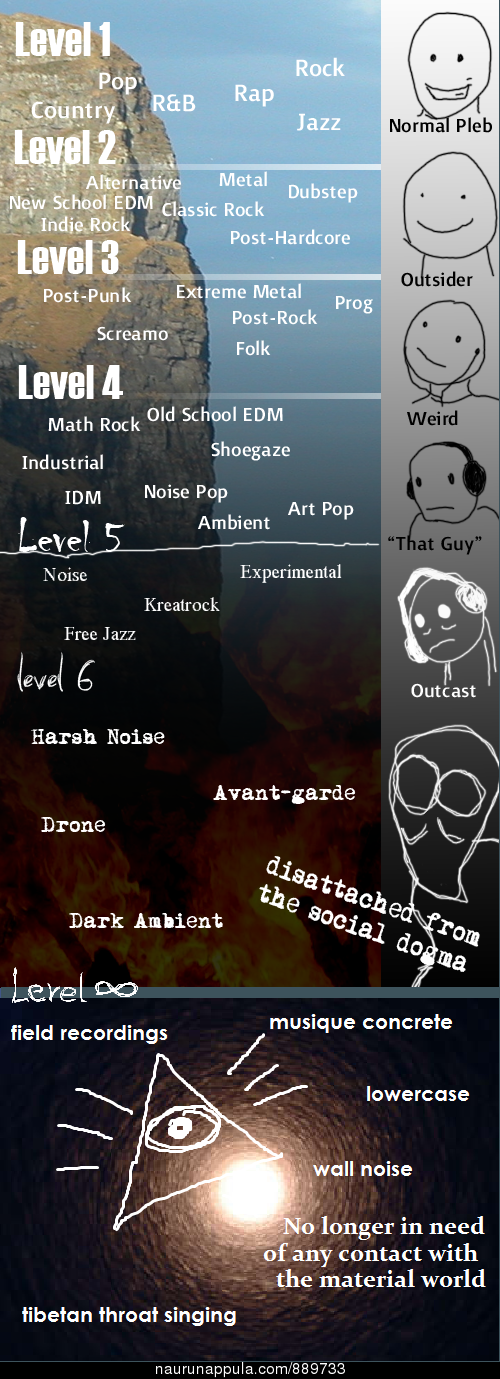 Level 1
Rock
Pop
Rap
R&B
Country
Jazz
Normal Pleb
Level 2
Alternative
Metal
Dubstep
New School EDM
Classic Rock
Indie Rock
Post-Hardcore
Outsider
Level 3
Post-Punk
Extreme Metal
Prog
Post-Rock
Screamo
Folk
Level 4
Weird
Math Rock
Old School EDM
Shoegaze
Industrial
IDM
Noise Pop
Art Pop
Ambient
"That Guy"
Level 5
Noise
Experimental
Kreatrock
Free Jazz
level 6
Outcast
Harsh Noise
Avant-garde
Drone
Dark Ambient
disattached from
the social dogma
Level ∞
field recordings
musique concrete
lowercase
wall noise
No longer in need
of any contact with
the material world
tibetan throat singing
naurunappula.com/889733